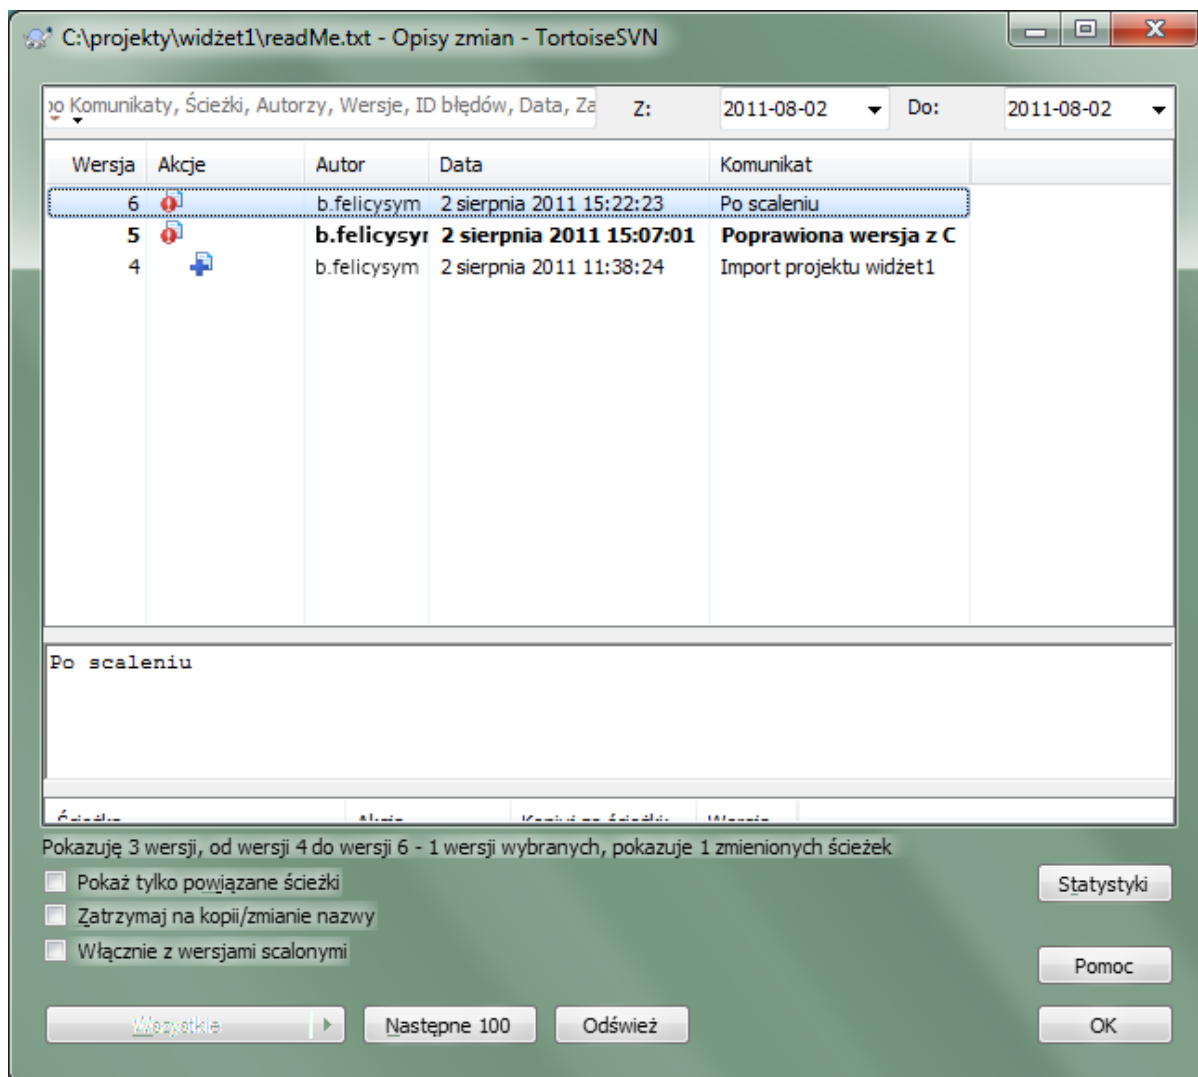 C:\projekty\widżet1\readMe.txt - Opisy zmian - TortoiseSVN
Komunikaty, Ścieżki, Autorzy, Wersje, ID błędów, Data, Za Z: 2011-08-02 Do: 2011-08-02
Wersja Akcje Autor Data Komunikat
6 b.felicysym 2 sierpnia 2011 15:22:23 Po scaleniu
5 b.felicysyr 2 sierpnia 2011 15:07:01 Poprawiona wersja z C
4 b.felicysym 2 sierpnia 2011 11:38:24 Import projektu widżet1
Po scaleniu
Pokazuję 3 wersji, od wersji 4 do wersji 6 - 1 wersji wybranych, pokazuje 1 zmienionych ścieżek
Pokaż tylko powiązane ścieżki
Statystyki
Zatrzymaj na kopii/zmianie nazwy
Włącznie z wersjami scalonymi
Pomoc
Wszystkie Następne 100 Odśwież OK